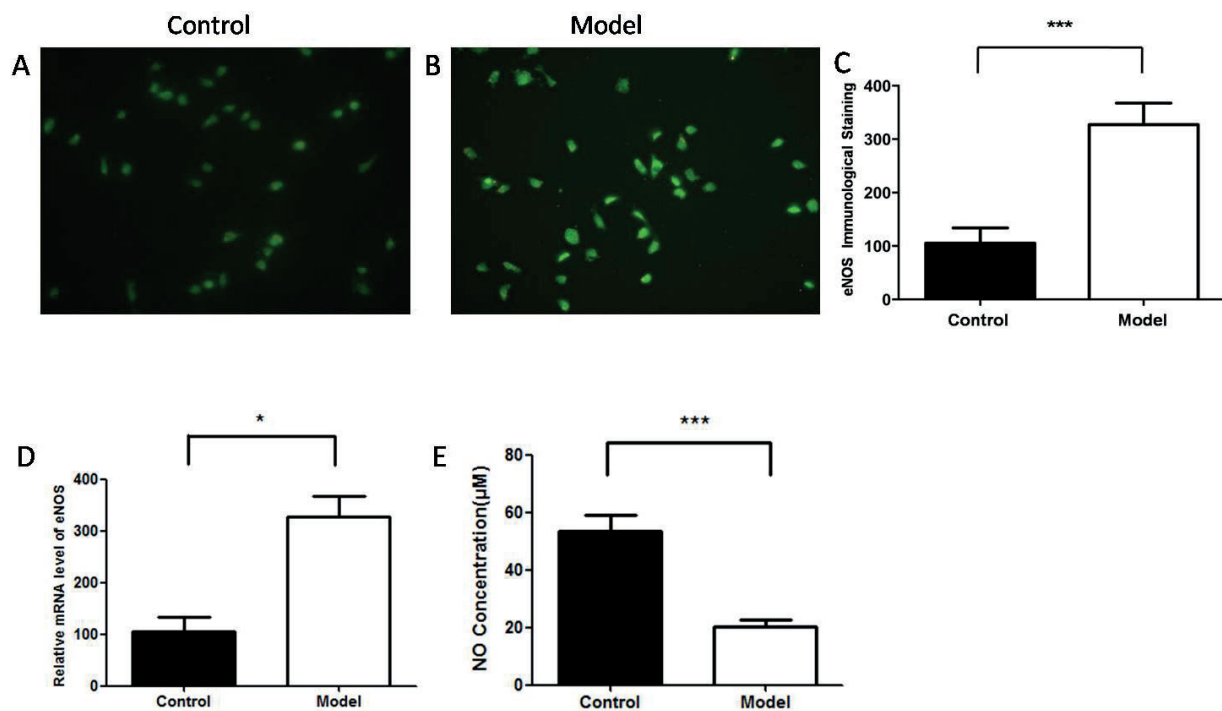 Control
Model
A
B
C
***
eNOS Immunological Staining
400
300
200
100
0
Control
Model
D
*
Relative mRNA level of eNOS
400
300
200
100
0
Control
Model
E
***
NO Concentration(μM)
80
60
40
20
0
Control
Model